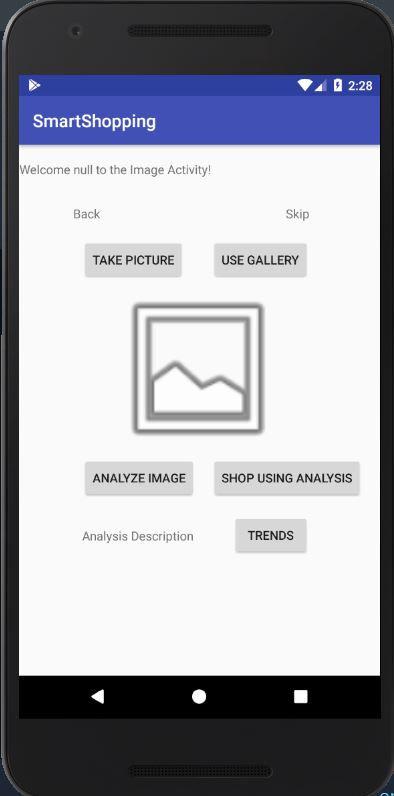 2:28
SmartShopping
Welcome null to the Image Activity!
Back Skip
TAKE PICTURE USE GALLERY
ANALYZE IMAGE SHOP USING ANALYSIS
Analysis Description TRENDS